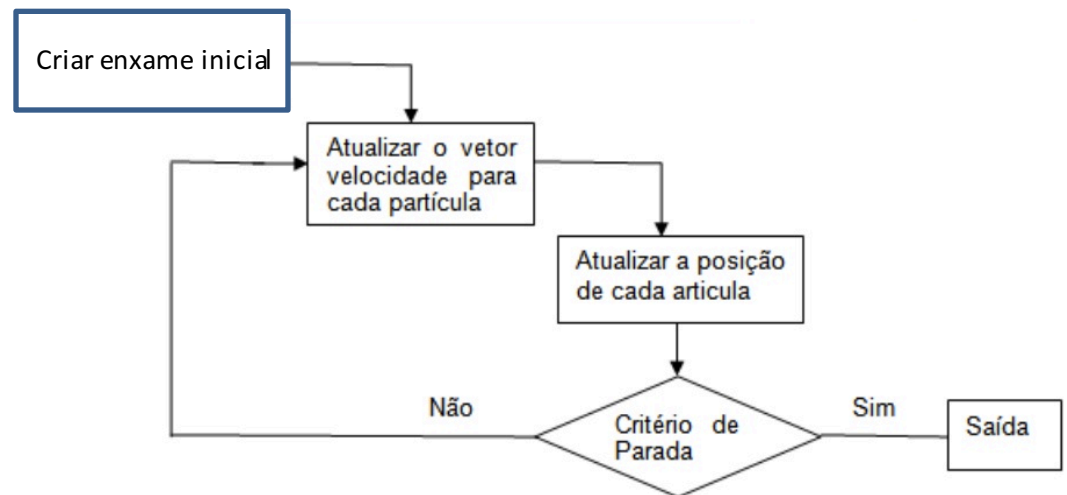 Criar enxame inicial
Atualizar o vetor
velocidade para
cada partícula
Atualizar a posição
de cada articula
Não
Critério de
Parada
Sim
Saída